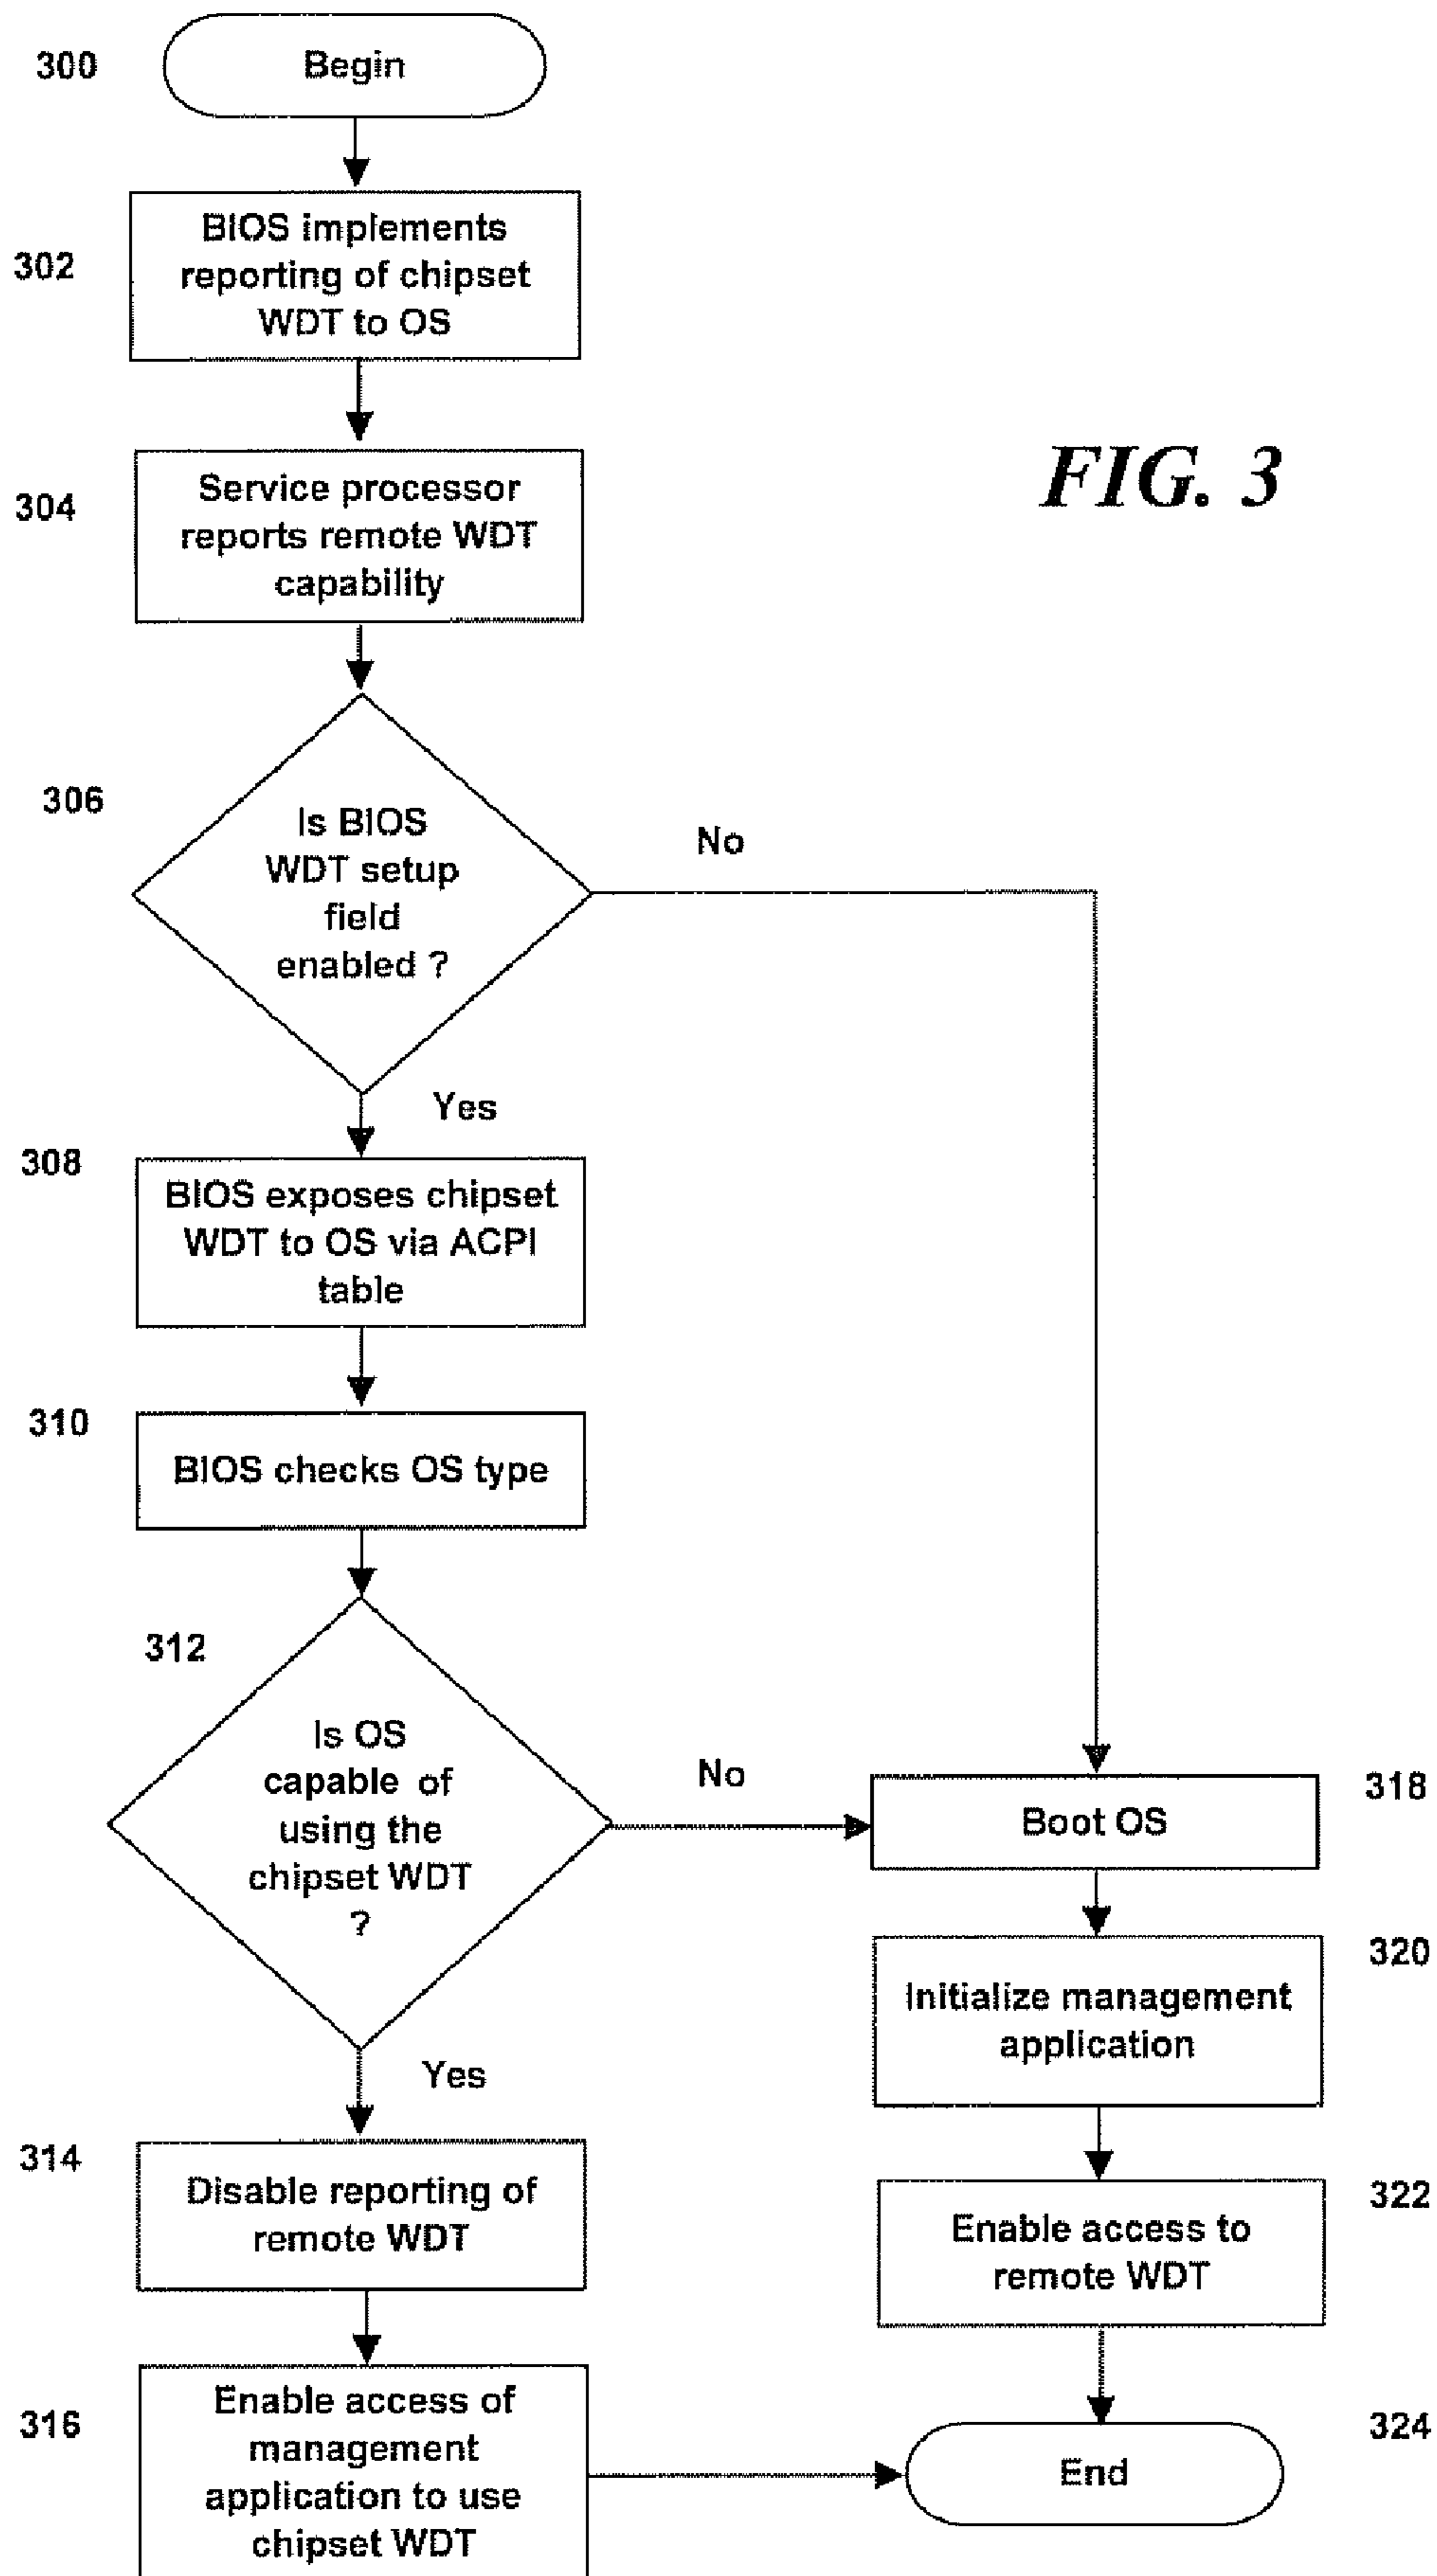 300
Begin
302
BIOS implements
reporting of chipset
WDT to OS
304
Service processor
reports remote WDT
capability
FIG. 3
306
Is BIOS
WDT setup
field
enabled ?
No
Yes
308
BIOS exposes chipset
WDT to OS via ACPI
table
310
BIOS checks OS type
312
Is OS
capable of
using the
chipset WDT
?
No
318
Boot OS
320
Initialize management
application
Yes
314
Disable reporting of
remote WDT
322
Enable access to
remote WDT
316
Enable access of
management
application to use
chipset WDT
324
End